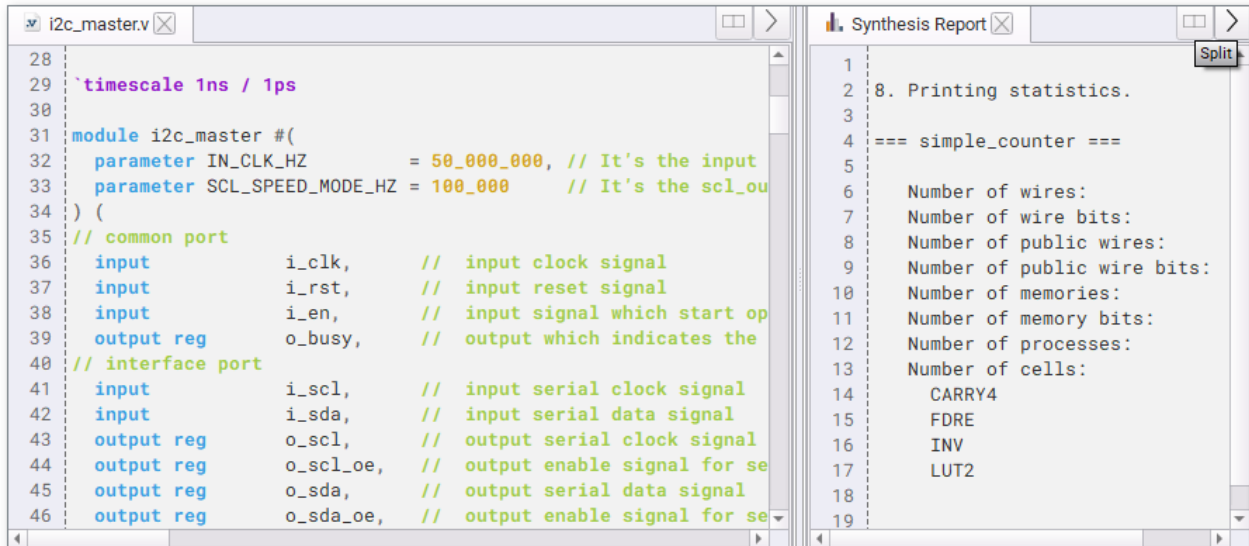 i2c_master.v
28
29 `timescale 1ns / 1ps
30
31 module i2c_master #(
32 parameter IN_CLK_HZ = 50_000_000, // It's the input
33 parameter SCL_SPEED_MODE_HZ = 100_000 // It's the scl_ou
34 ) (
35 // common port
36 input i_clk, // input clock signal
37 input i_rst, // input reset signal
38 input i_en, // input signal which start op
39 output reg o_busy, // output which indicates the
40 // interface port
41 input i_scl, // input serial clock signal
42 input i_sda, // input serial data signal
43 output reg o_scl, // output serial clock signal
44 output reg o_scl_oe, // output enable signal for se
45 output reg o_sda, // output serial data signal
46 output reg o_sda_oe, // output enable signal for se
Synthesis Report
Split
1
2 8. Printing statistics.
3
4 === simple_counter ===
5
6 Number of wires:
7 Number of wire bits:
8 Number of public wires:
9 Number of public wire bits:
10 Number of memories:
11 Number of memory bits:
12 Number of processes:
13 Number of cells:
14 CARRY4
15 FDRE
16 INV
17 LUT2
18
19